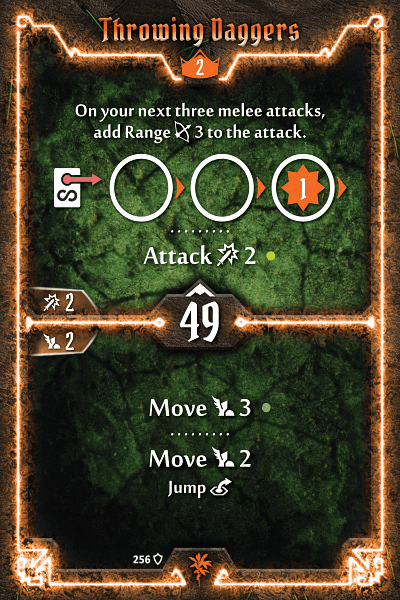 Throwing Daggers
2
On your next three melee attacks,
add Range 3 to the attack.
S
1
Attack 2
2
49
2
Move 3
Move 2
Jump
256